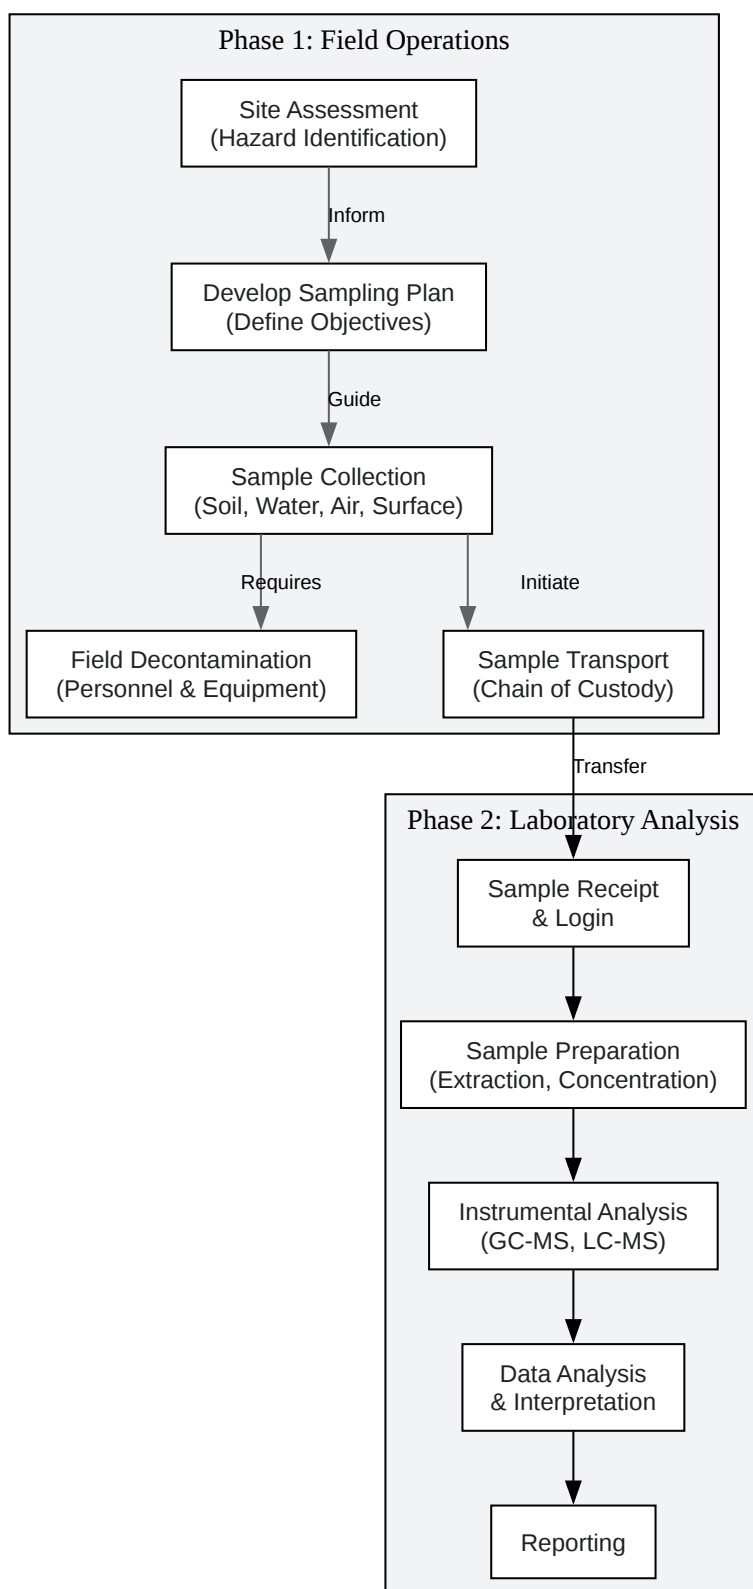 Phase 1: Field Operations
Site Assessment
(Hazard Identification)
Inform
Develop Sampling Plan
(Define Objectives)
Guide
Sample Collection
(Soil, Water, Air, Surface)
Requires
Initiate
Field Decontamination
(Personnel & Equipment)
Sample Transport
(Chain of Custody)
Transfer
Phase 2: Laboratory Analysis
Sample Receipt
& Login
Sample Preparation
(Extraction, Concentration)
Instrumental Analysis
(GC-MS, LC-MS)
Data Analysis
& Interpretation
Reporting